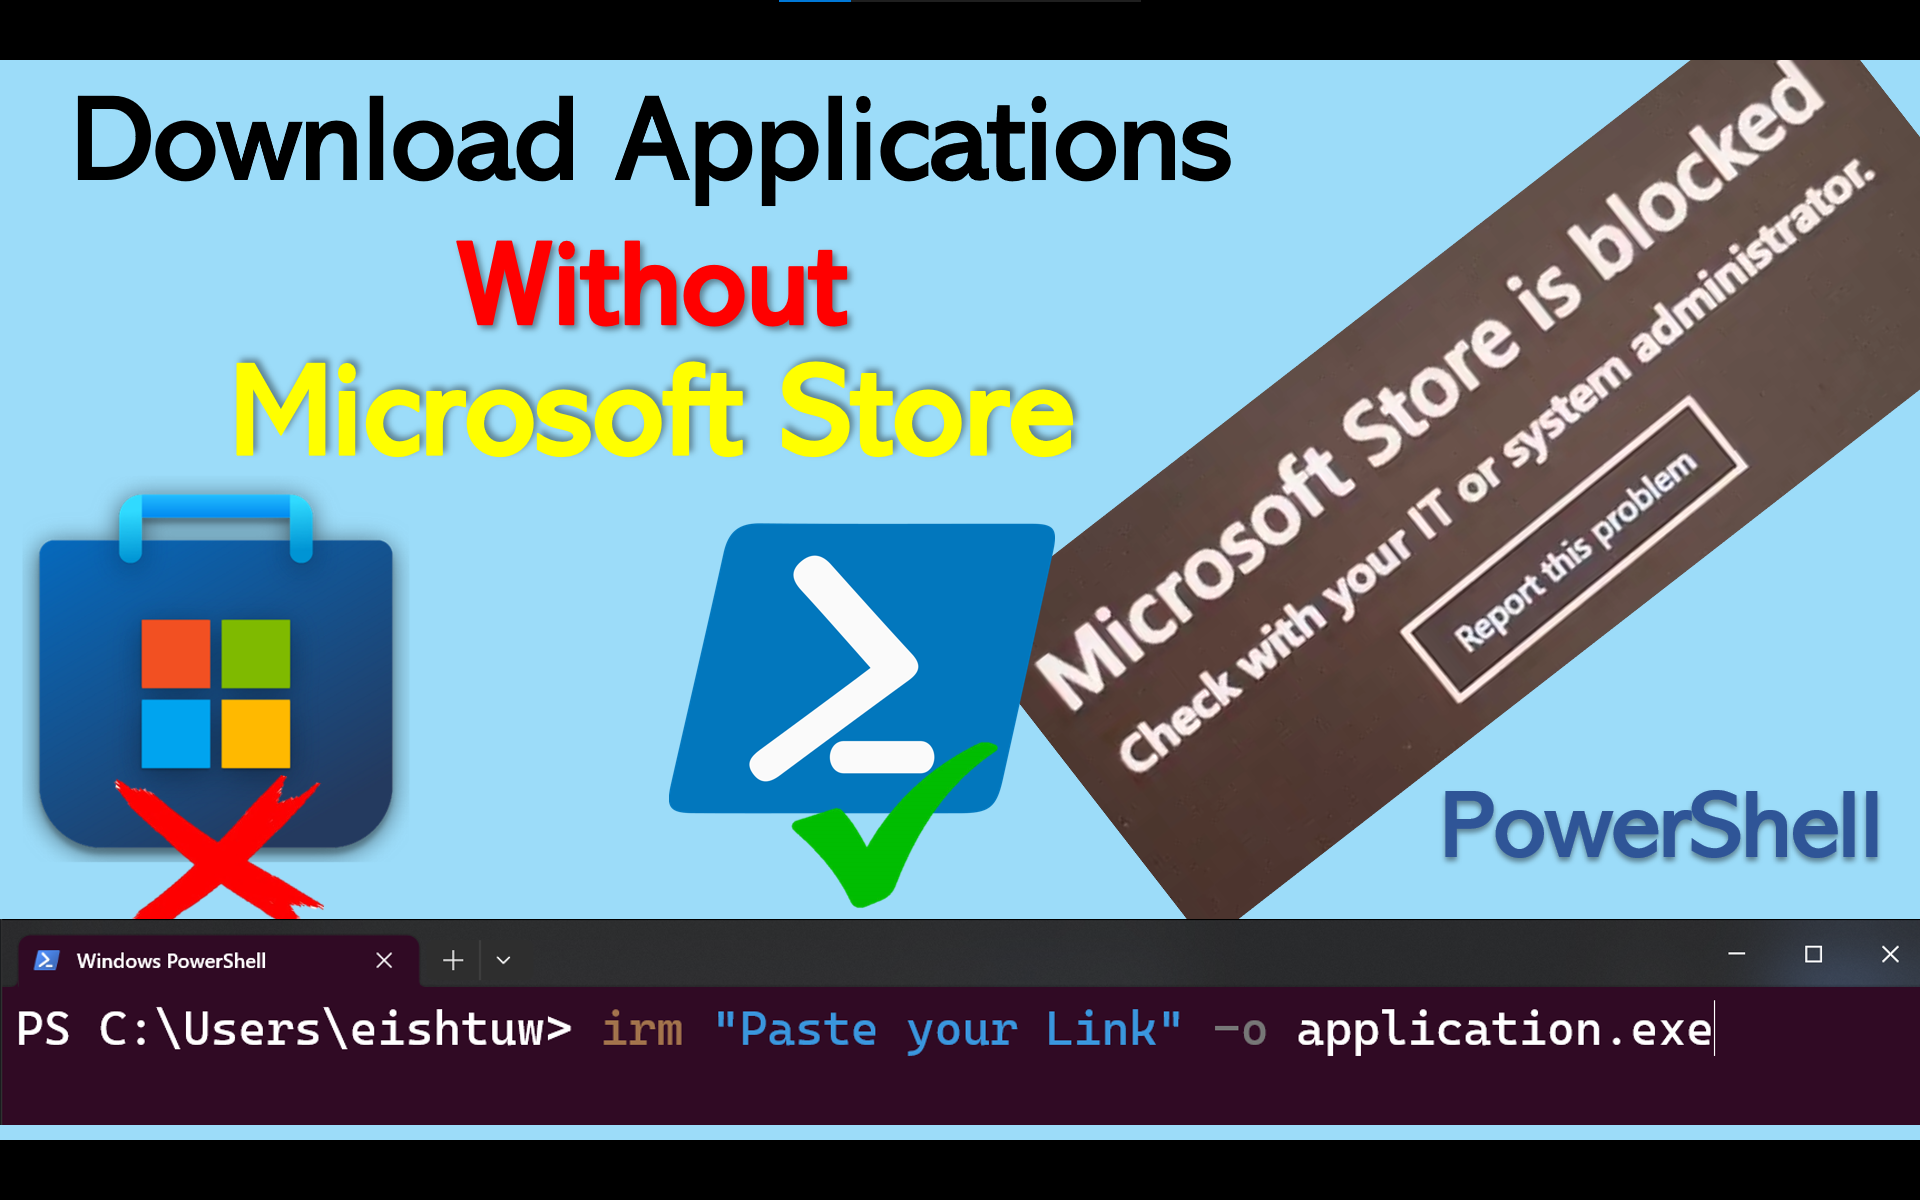 Download Applications
Without
Microsoft Store
Microsoft Store is blocked
Check with your IT or system administrator.
Report this problem
PowerShell
Windows PowerShell
PS C:\Users\eishtuw> irm "Paste your Link" -o application.exe